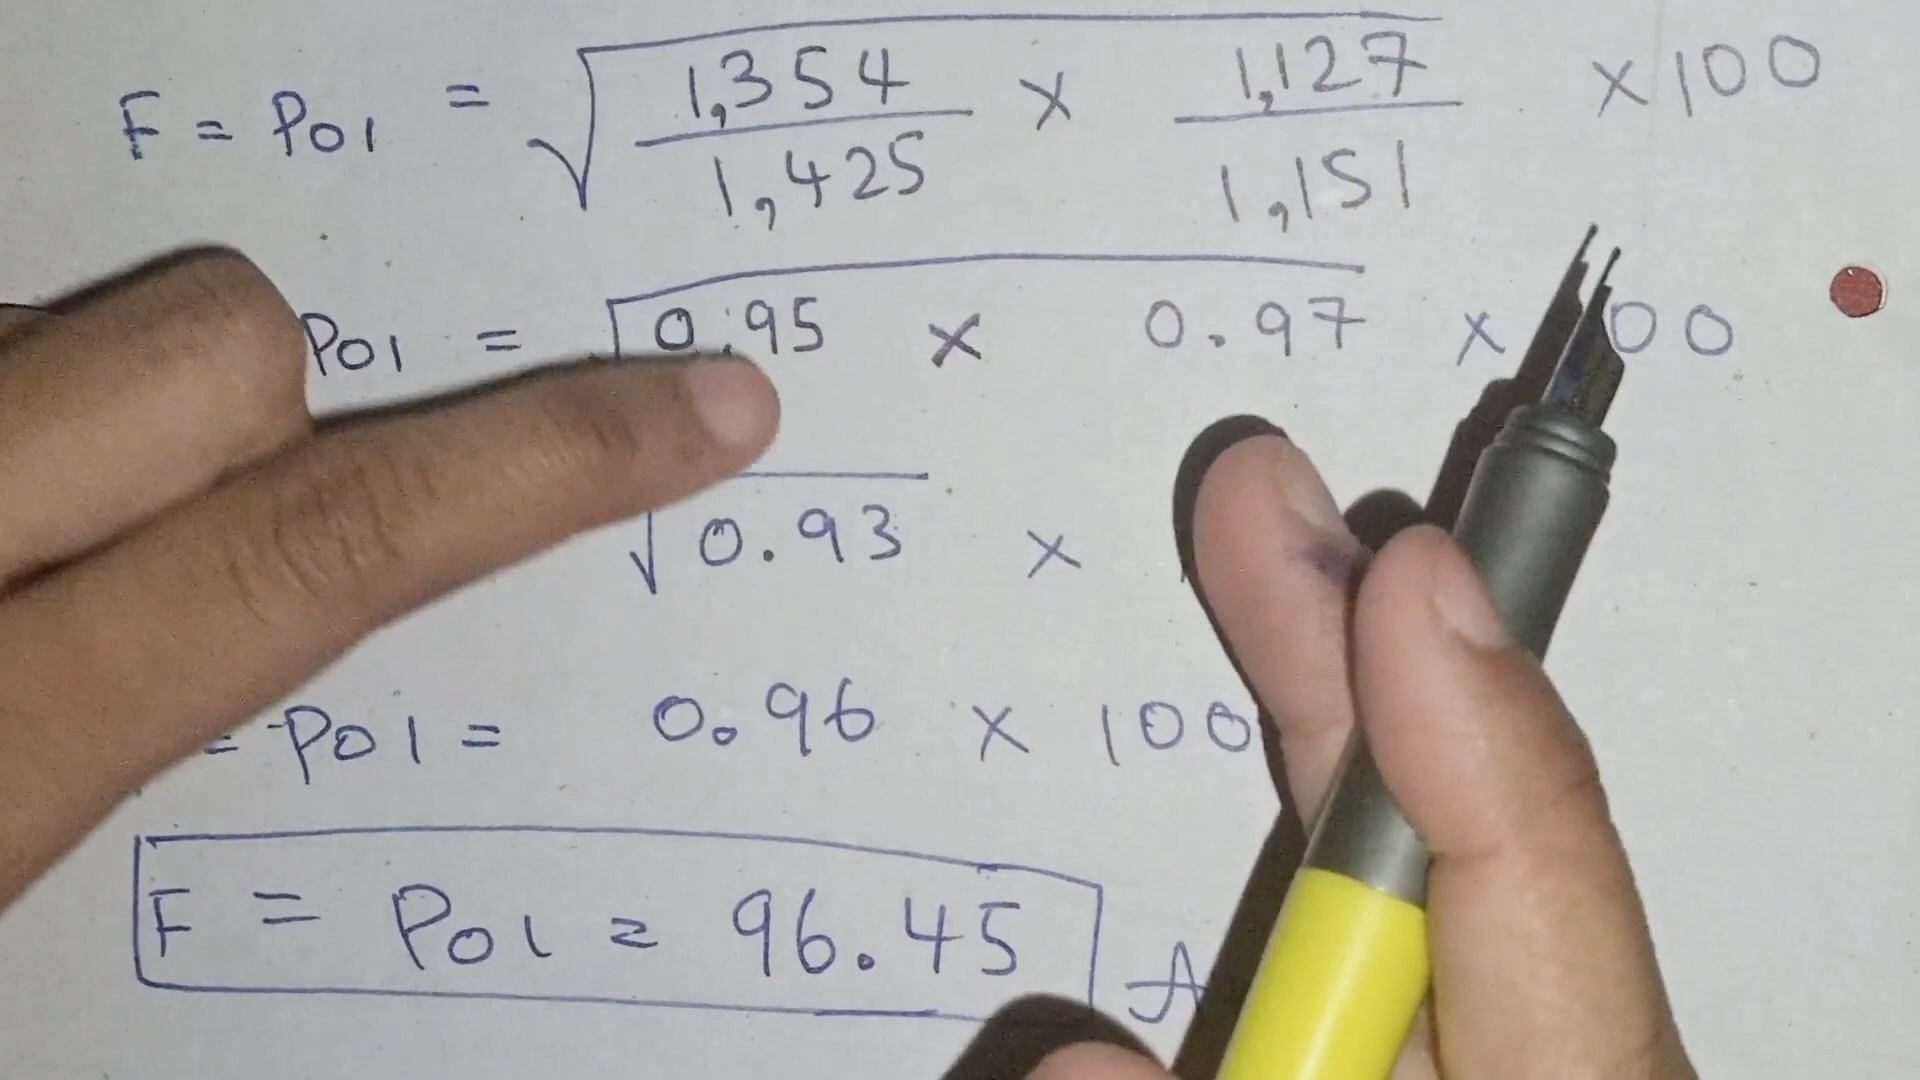 F = P01 = √ 1,354 / 1,425 × 1,127 / 1,151 × 100
P01 = √ 0.95 × 0.97 × 00
√ 0.93 ×
= P01 = 0.96 × 100
F = P01 = 96.45 A